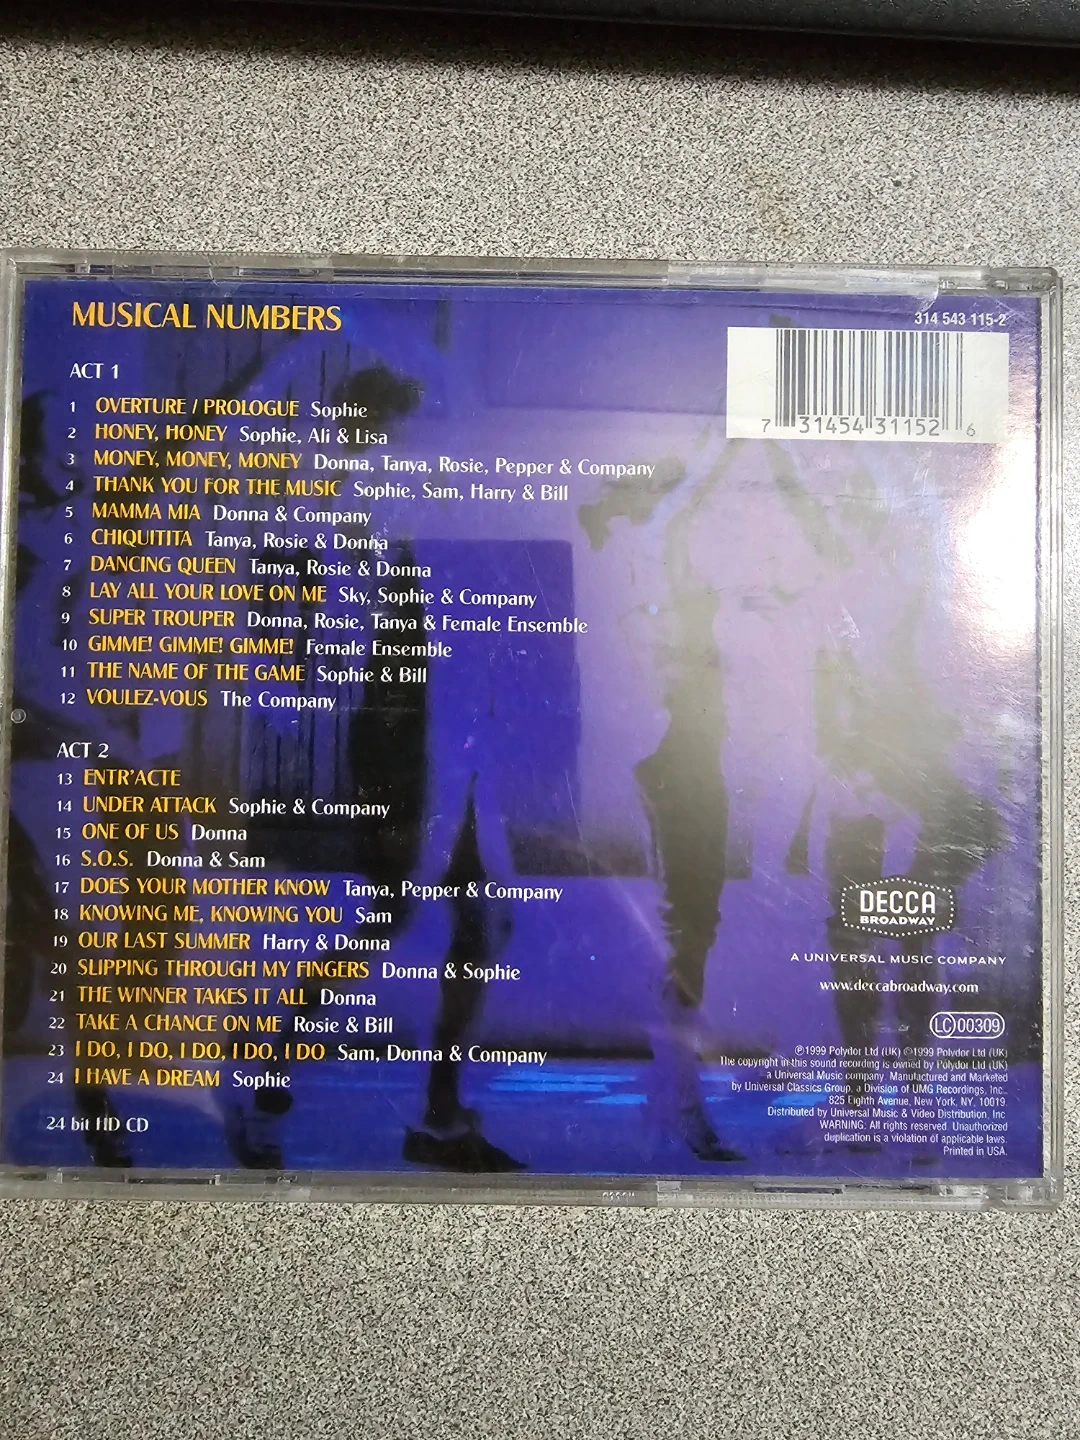 MUSICAL NUMBERS
314 543 115-2
7 31454 31152 6
ACT 1
1 OVERTURE / PROLOGUE Sophie
2 HONEY, HONEY Sophie, Ali & Lisa
3 MONEY, MONEY, MONEY Donna, Tanya, Rosie, Pepper & Company
4 THANK YOU FOR THE MUSIC Sophie, Sam, Harry & Bill
5 MAMMA MIA Donna & Company
6 CHIQUITITA Tanya, Rosie & Donna
7 DANCING QUEEN Tanya, Rosie & Donna
8 LAY ALL YOUR LOVE ON ME Sky, Sophie & Company
9 SUPER TROUPER Donna, Rosie, Tanya & Female Ensemble
10 GIMME! GIMME! GIMME! Female Ensemble
11 THE NAME OF THE GAME Sophie & Bill
12 VOULEZ-VOUS The Company
ACT 2
13 ENTR'ACTE
14 UNDER ATTACK Sophie & Company
15 ONE OF US Donna
16 S.O.S. Donna & Sam
17 DOES YOUR MOTHER KNOW Tanya, Pepper & Company
18 KNOWING ME, KNOWING YOU Sam
19 OUR LAST SUMMER Harry & Donna
20 SLIPPING THROUGH MY FINGERS Donna & Sophie
21 THE WINNER TAKES IT ALL Donna
22 TAKE A CHANCE ON ME Rosie & Bill
23 I DO, I DO, I DO, I DO, I DO Sam, Donna & Company
24 I HAVE A DREAM Sophie
24 bit HD CD
DECCA
BROADWAY
A UNIVERSAL MUSIC COMPANY
www.deccabroadway.com
LC 00309
℗1999 Polydor Ltd (UK) ©1999 Polydor Ltd (UK)
The copyright in this sound recording is owned by Polydor Ltd (UK)
a Universal Music company. Manufactured and Marketed
by Universal Classics Group, a Division of UMG Recordings, Inc.,
825 Eighth Avenue, New York, NY, 10019.
Distributed by Universal Music & Video Distribution, Inc.
WARNING: All rights reserved. Unauthorized
duplication is a violation of applicable laws.
Printed in USA.